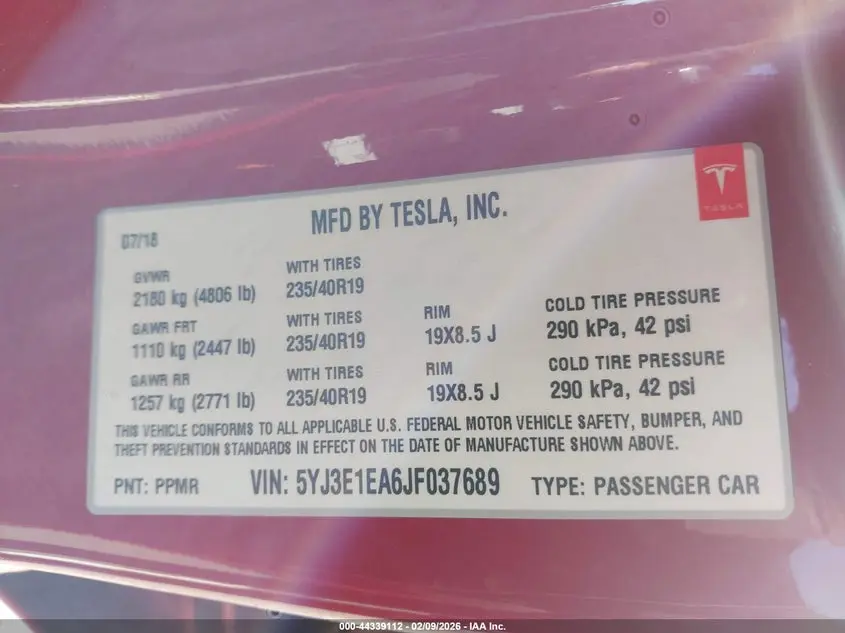 TESLA
MFD BY TESLA, INC.
07/18
GVWR
2180 kg (4806 lb)
WITH TIRES
235/40R19
GAWR FRT
1110 kg (2447 lb)
WITH TIRES
235/40R19
RIM
19X8.5 J
COLD TIRE PRESSURE
290 kPa, 42 psi
GAWR RR
1257 kg (2771 lb)
WITH TIRES
235/40R19
RIM
19X8.5 J
COLD TIRE PRESSURE
290 kPa, 42 psi
THIS VEHICLE CONFORMS TO ALL APPLICABLE U.S. FEDERAL MOTOR VEHICLE SAFETY, BUMPER, AND
THEFT PREVENTION STANDARDS IN EFFECT ON THE DATE OF MANUFACTURE SHOWN ABOVE.
PNT: PPMR
VIN: 5YJ3E1EA6JF037689
TYPE: PASSENGER CAR
000-44339112 - 02/09/2026 - IAA Inc.